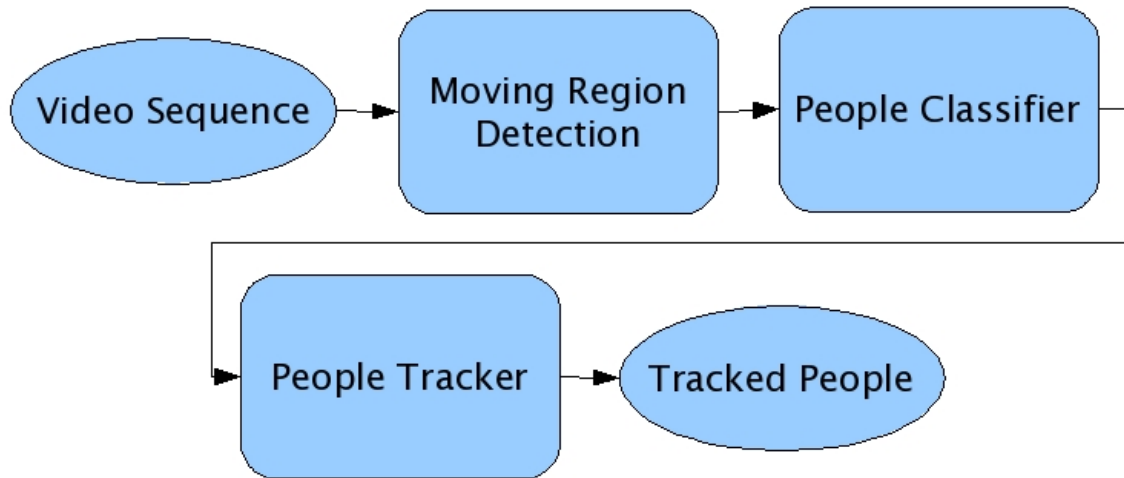 Video Sequence
Moving Region
Detection
People Classifier
People Tracker
Tracked People